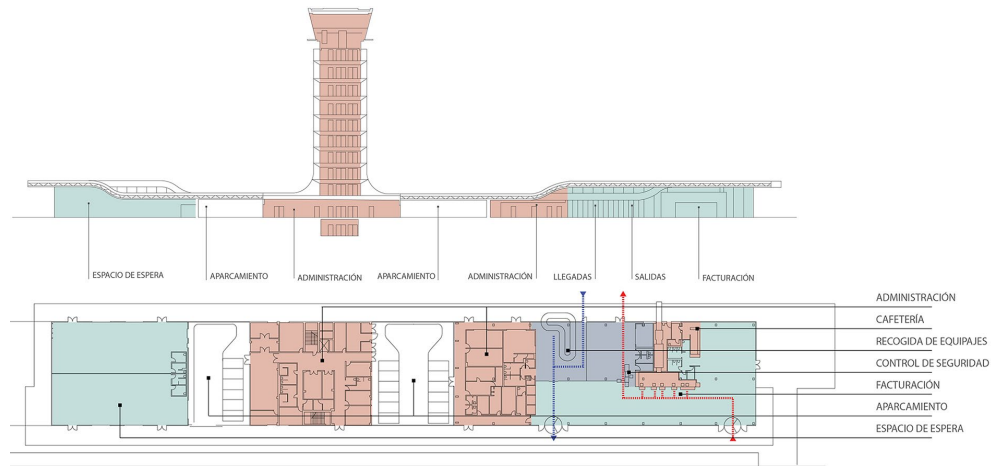 ESPACIO DE ESPERA
APARCAMIENTO
ADMINISTRACIÓN
APARCAMIENTO
ADMINISTRACIÓN
LLEGADAS
SALIDAS
FACTURACIÓN
ADMINISTRACIÓN
CAFETERÍA
RECOGIDA DE EQUIPAJES
CONTROL DE SEGURIDAD
FACTURACIÓN
APARCAMIENTO
ESPACIO DE ESPERA